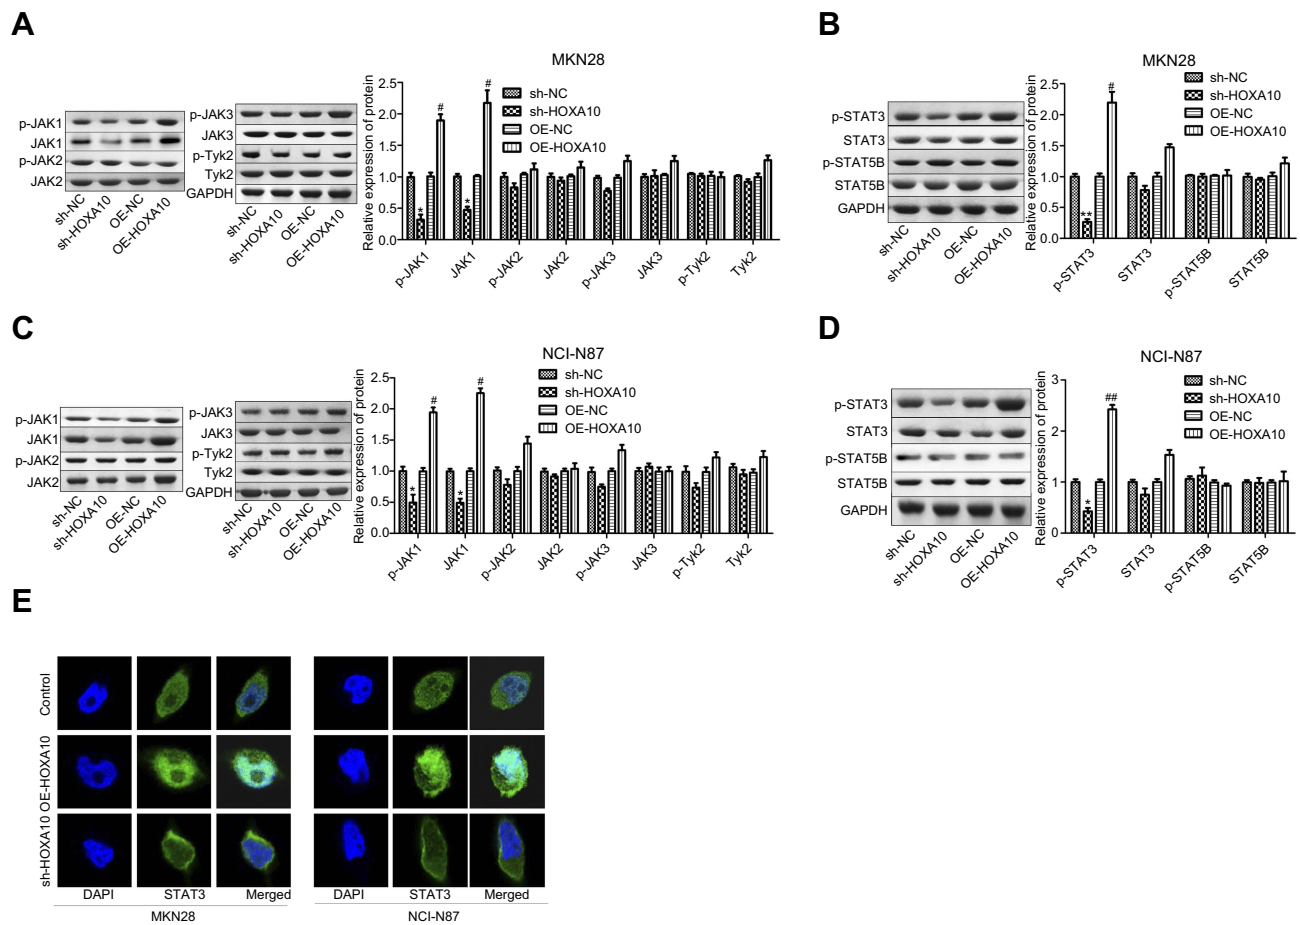 A
MKN28
p-JAK1
JAK1
p-JAK2
JAK2
sh-NC
sh-HOXA10
OE-NC
OE-HOXA10
p-JAK3
JAK3
p-Tyk2
Tyk2
GAPDH
sh-NC
sh-HOXA10
OE-NC
OE-HOXA10
Relative expression of protein
2.5
2.0
1.5
1.0
0.5
0.0
#
#
*
*
sh-NC
sh-HOXA10
OE-NC
OE-HOXA10
p-JAK1
JAK1
p-JAK2
JAK2
p-JAK3
JAK3
p-Tyk2
Tyk2
B
MKN28
p-STAT3
STAT3
p-STAT5B
STAT5B
GAPDH
sh-NC
sh-HOXA10
OE-NC
OE-HOXA10
Relative expression of protein
2.5
2.0
1.5
1.0
0.5
0.0
#
**
sh-NC
sh-HOXA10
OE-NC
OE-HOXA10
p-STAT3
STAT3
p-STAT5B
STAT5B
C
NCI-N87
p-JAK1
JAK1
p-JAK2
JAK2
sh-NC
sh-HOXA10
OE-NC
OE-HOXA10
p-JAK3
JAK3
p-Tyk2
Tyk2
GAPDH
sh-NC
sh-HOXA10
OE-NC
OE-HOXA10
Relative expression of protein
2.5
2.0
1.5
1.0
0.5
0.0
#
#
*
*
sh-NC
sh-HOXA10
OE-NC
OE-HOXA10
p-JAK1
JAK1
p-JAK2
JAK2
p-JAK3
JAK3
p-Tyk2
Tyk2
D
NCI-N87
p-STAT3
STAT3
p-STAT5B
STAT5B
GAPDH
sh-NC
sh-HOXA10
OE-NC
OE-HOXA10
Relative expression of protein
3
2
1
0
##
*
sh-NC
sh-HOXA10
OE-NC
OE-HOXA10
p-STAT3
STAT3
p-STAT5B
STAT5B
E
Control
OE-HOXA10
sh-HOXA10
DAPI STAT3 Merged
MKN28
DAPI STAT3 Merged
NCI-N87